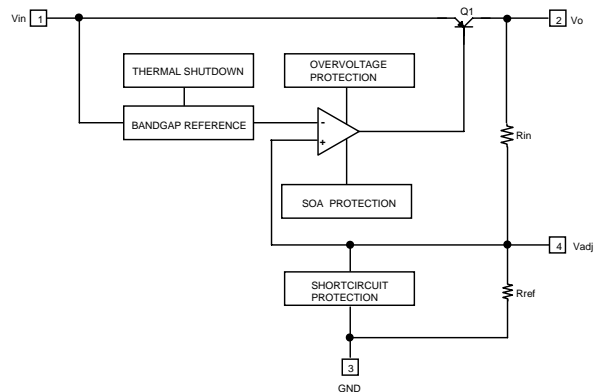 Q1
Vin 1
2 Vo
THERMAL SHUTDOWN
OVERVOLTAGE
PROTECTION
BANDGAP REFERENCE
-
+
Rin
SOA PROTECTION
4 Vadj
SHORTCIRCUIT
PROTECTION
Rref
3
GND